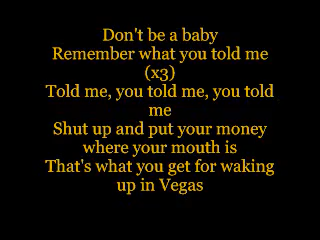 Don't be a baby
Remember what you told me
(x3)
Told me, you told me, you told
me
Shut up and put your money
where your mouth is
That's what you get for waking
up in Vegas